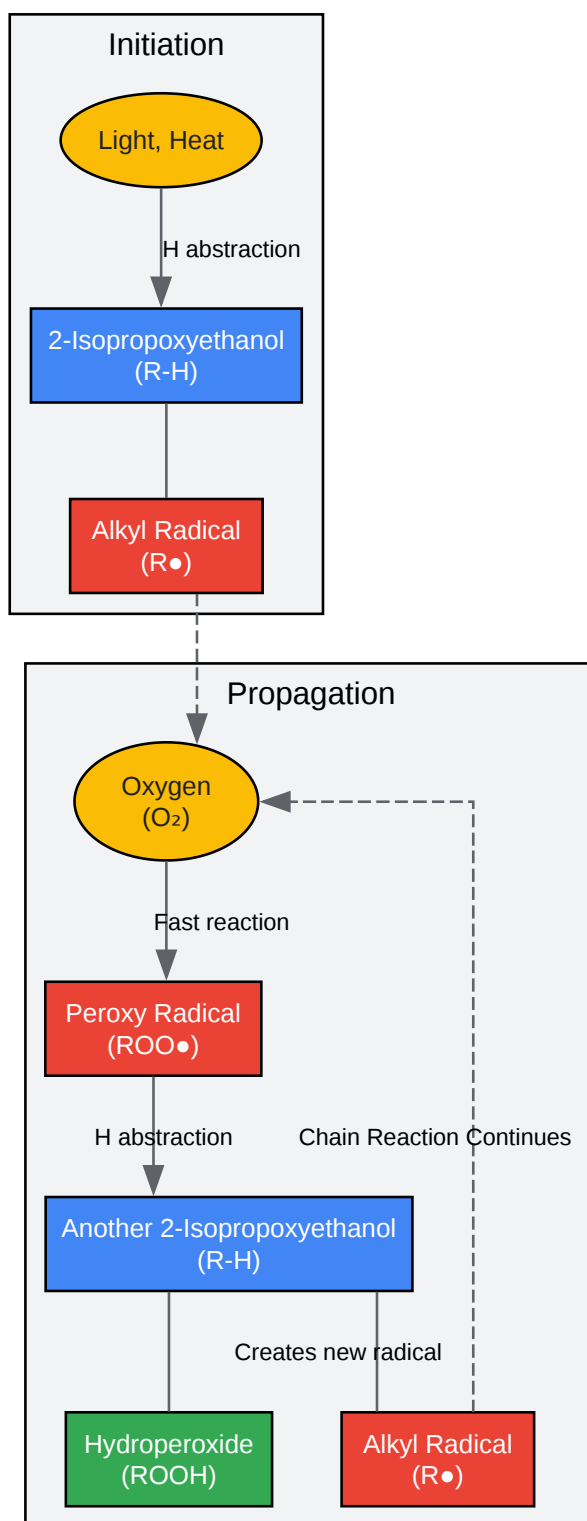 Initiation
Light, Heat
H abstraction
2-Isopropoxyethanol
(R-H)
Alkyl Radical
(R●)
Propagation
Oxygen
(O₂)
Fast reaction
Peroxy Radical
(ROO●)
H abstraction
Chain Reaction Continues
Another 2-Isopropoxyethanol
(R-H)
Creates new radical
Hydroperoxide
(ROOH)
Alkyl Radical
(R●)